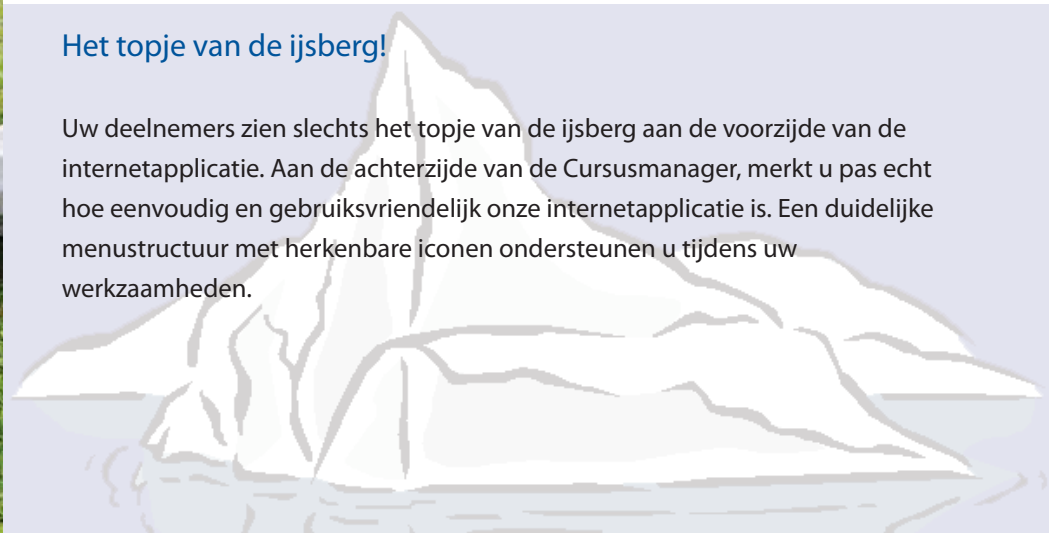 Het topje van de ijsberg!
Uw deelnemers zien slechts het topje van de ijsberg aan de voorzijde van de
internetapplicatie. Aan de achterzijde van de Cursusmanager, merkt u pas echt
hoe eenvoudig en gebruiksvriendelijk onze internetapplicatie is. Een duidelijke
menustructuur met herkenbare iconen ondersteunen u tijdens uw
werkzaamheden.